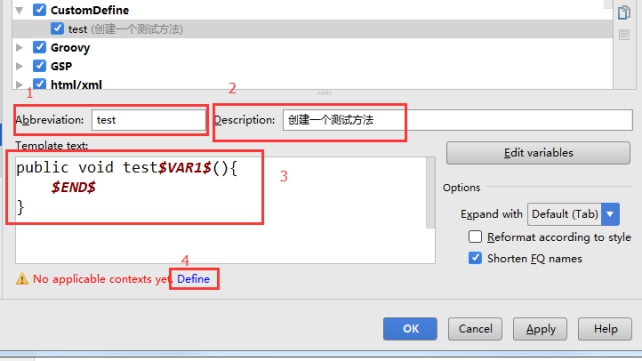 CustomDefine
test (创建一个测试方法)
Groovy
GSP
html/xml
1
2
Abbreviation: test
Description: 创建一个测试方法
Template text:
public void test$VAR1$(){
$END$
}
3
Edit variables
Options
Expand with Default (Tab)
Reformat according to style
Shorten FQ names
4
No applicable contexts yet. Define
OK Cancel Apply Help